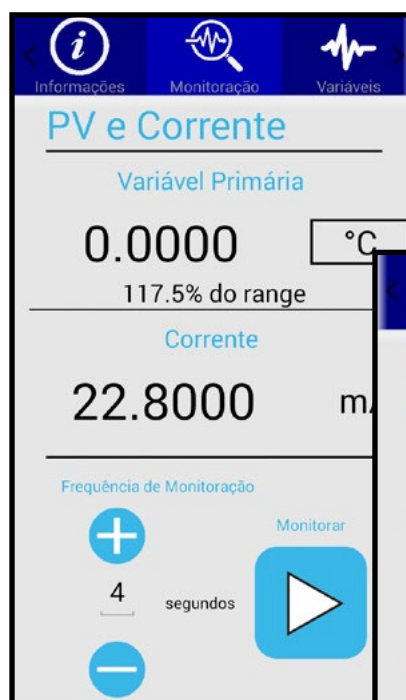 Informações Monitoração Variáveis
PV e Corrente
Variável Primária
0.0000 °C
117.5% do range
Corrente
22.8000 m
Frequência de Monitoração
Monitorar
4 segundos